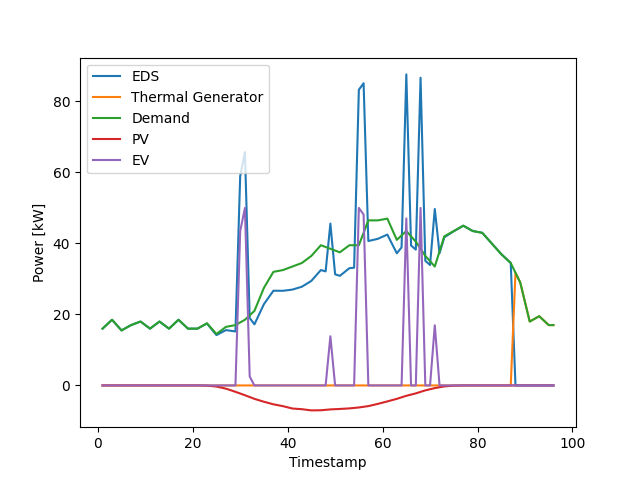 EDS
Thermal Generator
Demand
PV
EV
Power [kW]
80
60
40
20
0
0 20 40 60 80 100
Timestamp